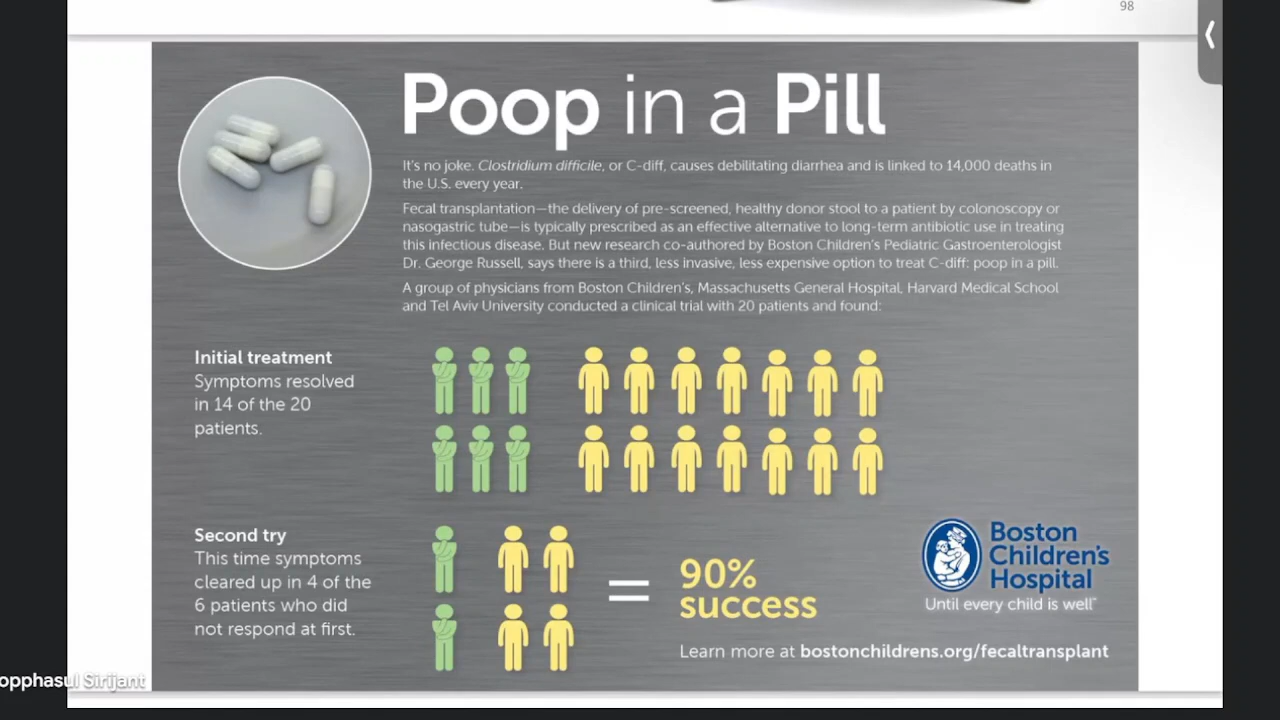 98
Poop in a Pill
It's no joke. Clostridium difficile, or C-diff, causes debilitating diarrhea and is linked to 14,000 deaths in
the U.S. every year.
Fecal transplantation—the delivery of pre-screened, healthy donor stool to a patient by colonoscopy or
nasogastric tube—is typically prescribed as an effective alternative to long-term antibiotic use in treating
this infectious disease. But new research co-authored by Boston Children's Pediatric Gastroenterologist
Dr. George Russell, says there is a third, less invasive, less expensive option to treat C-diff: poop in a pill.
A group of physicians from Boston Children's, Massachusetts General Hospital, Harvard Medical School
and Tel Aviv University conducted a clinical trial with 20 patients and found:
Initial treatment
Symptoms resolved
in 14 of the 20
patients.
Second try
This time symptoms
cleared up in 4 of the
6 patients who did
not respond at first.
=
90%
success
Boston
Children's
Hospital
Until every child is well™
Learn more at bostonchildrens.org/fecaltransplant
opphasul Sirijant